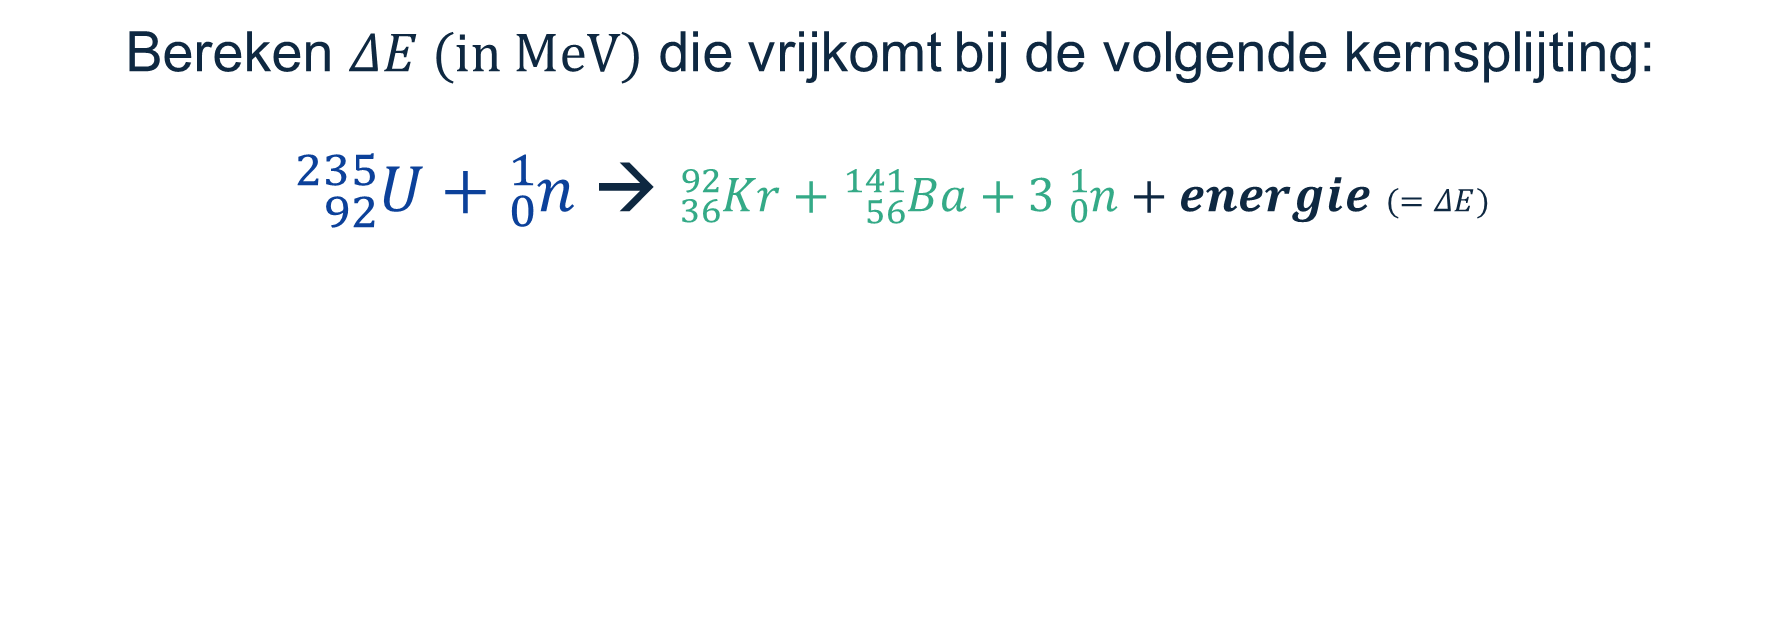 Bereken ΔE (in MeV) die vrijkomt bij de volgende kernsplijting:
²³⁵₉₂U + ¹₀n → ⁹²₃₆Kr + ¹⁴¹₅₆Ba + 3 ¹₀n + energie (= ΔE)